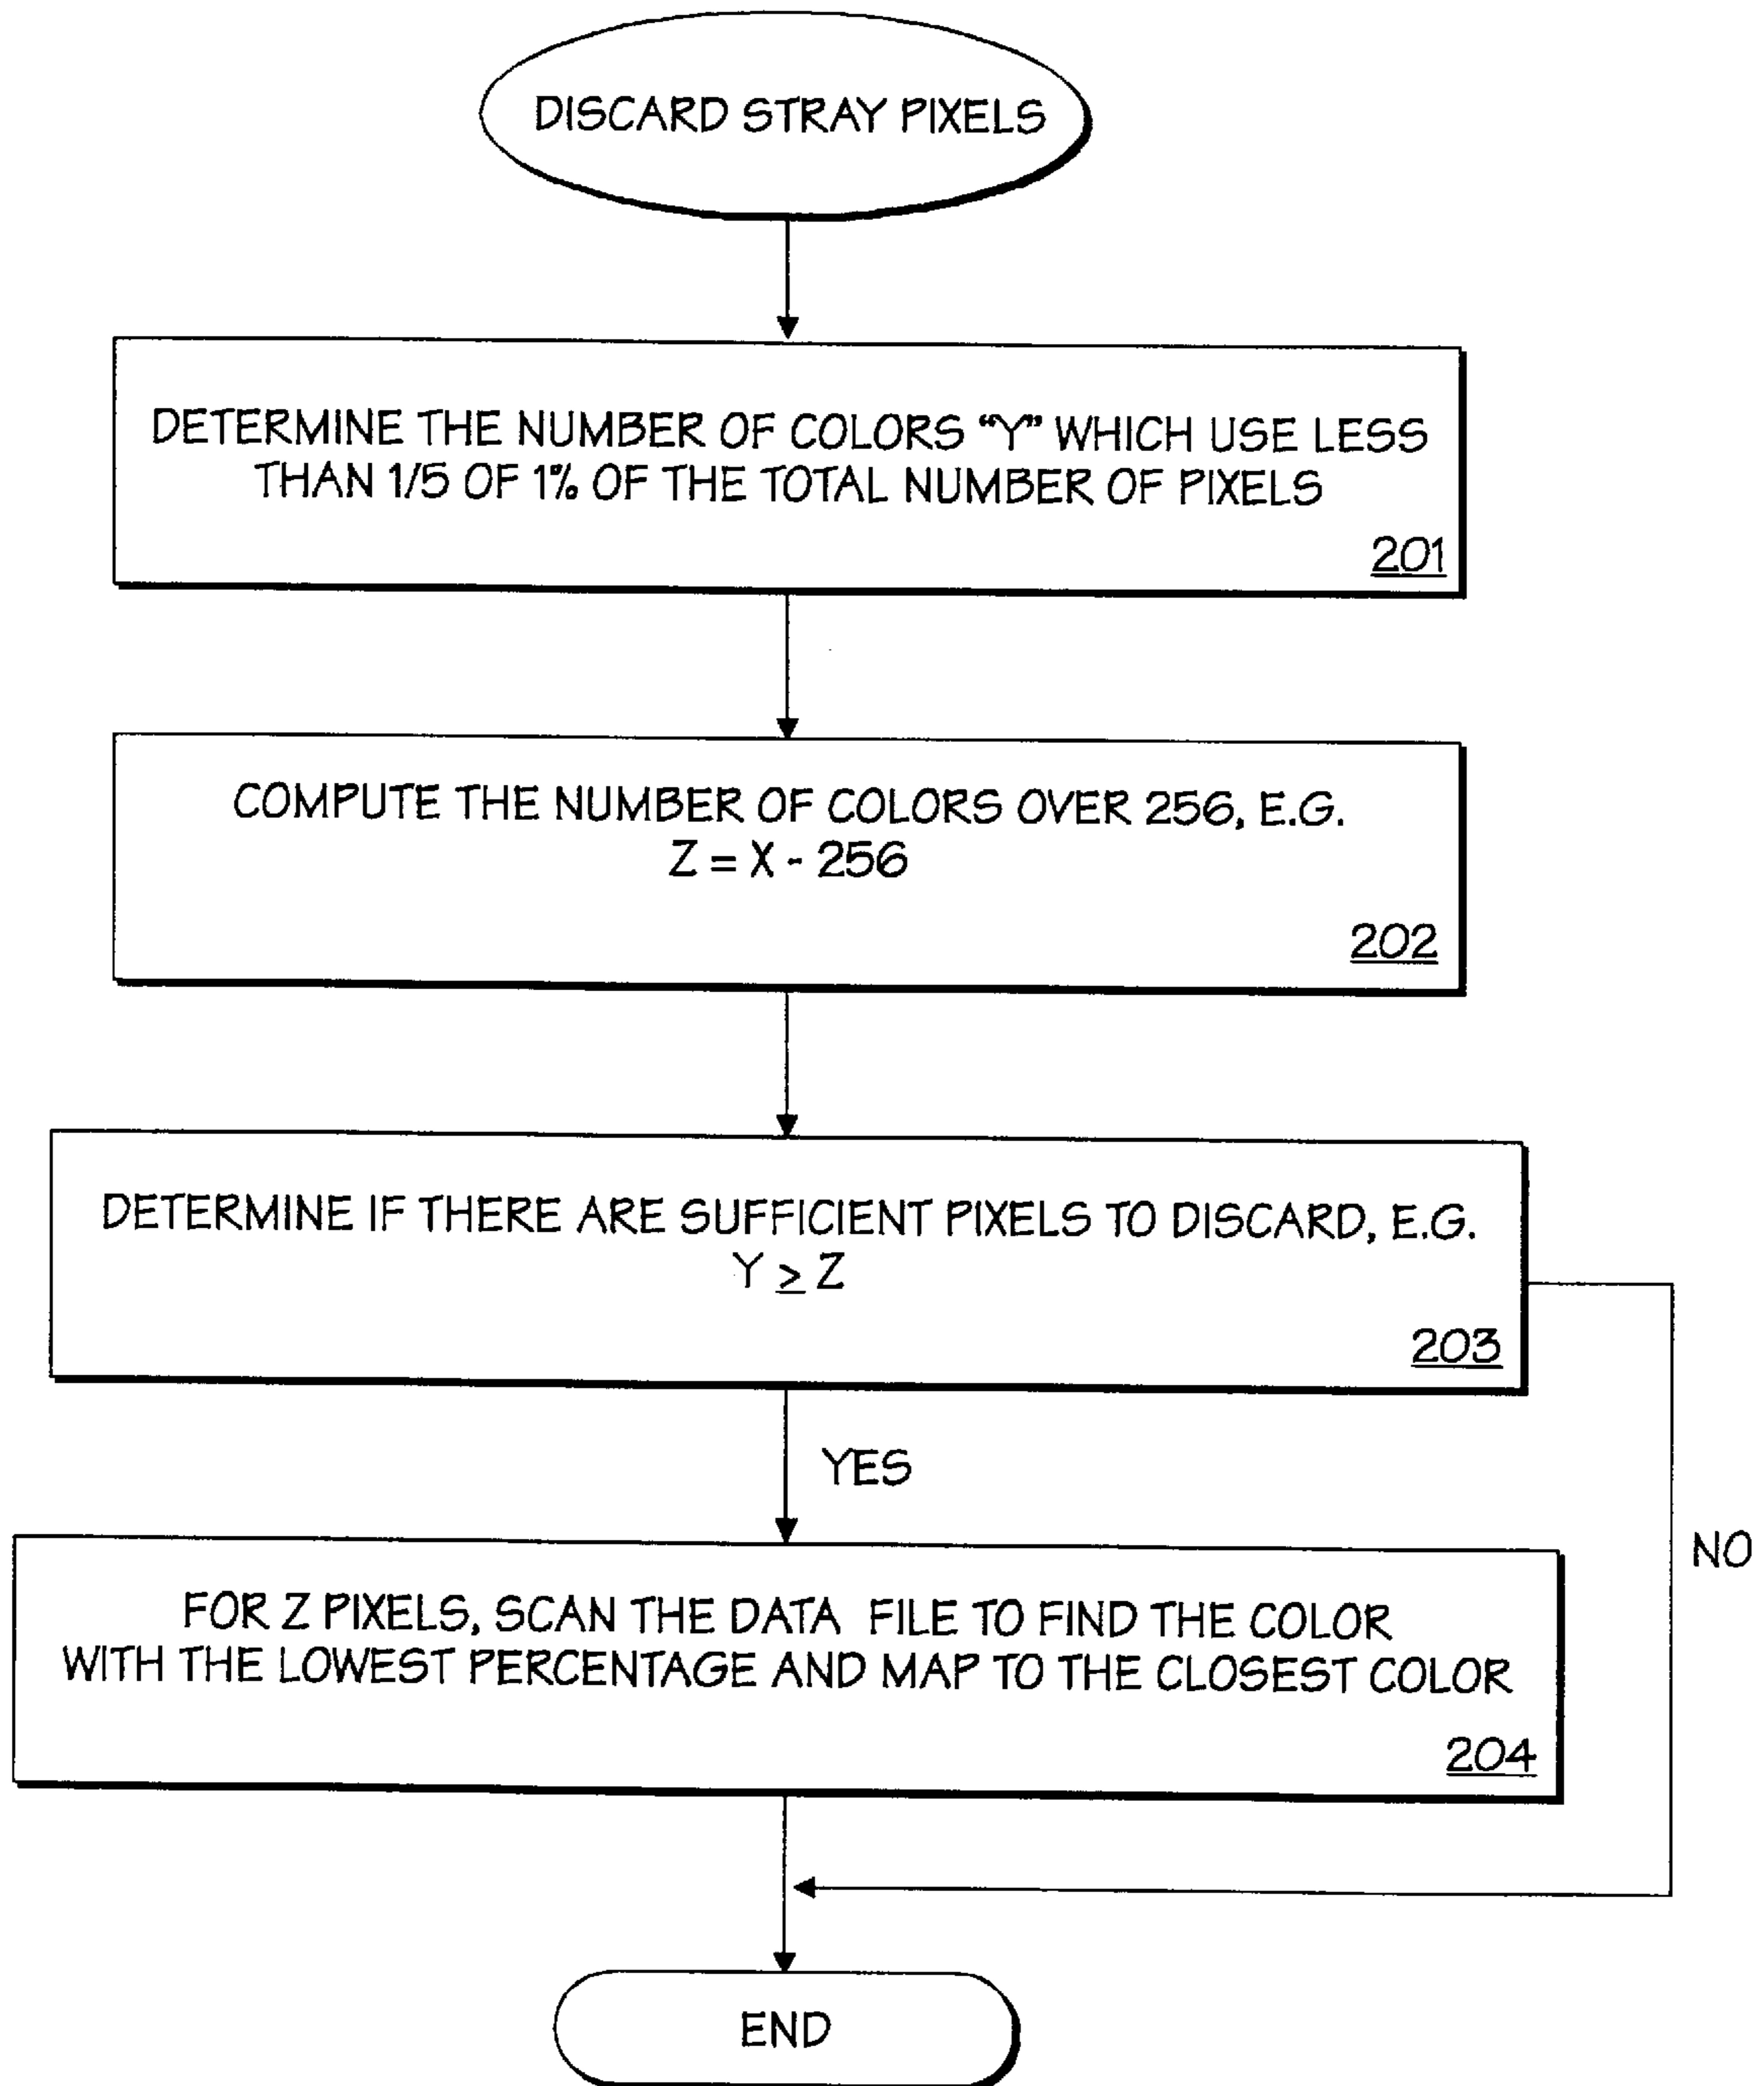 DISCARD STRAY PIXELS
DETERMINE THE NUMBER OF COLORS “Y” WHICH USE LESS
THAN 1/5 OF 1% OF THE TOTAL NUMBER OF PIXELS
201
COMPUTE THE NUMBER OF COLORS OVER 256, E.G.
Z = X - 256
202
DETERMINE IF THERE ARE SUFFICIENT PIXELS TO DISCARD, E.G.
Y ≥ Z
203
YES
NO
FOR Z PIXELS, SCAN THE DATA FILE TO FIND THE COLOR
WITH THE LOWEST PERCENTAGE AND MAP TO THE CLOSEST COLOR
204
END